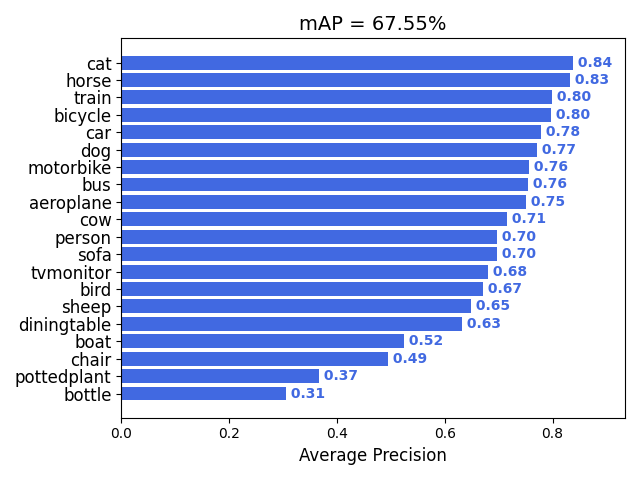 mAP = 67.55%
cat 0.84
horse 0.83
train 0.80
bicycle 0.80
car 0.78
dog 0.77
motorbike 0.76
bus 0.76
aeroplane 0.75
cow 0.71
person 0.70
sofa 0.70
tvmonitor 0.68
bird 0.67
sheep 0.65
diningtable 0.63
boat 0.52
chair 0.49
pottedplant 0.37
bottle 0.31
0.0 0.2 0.4 0.6 0.8
Average Precision